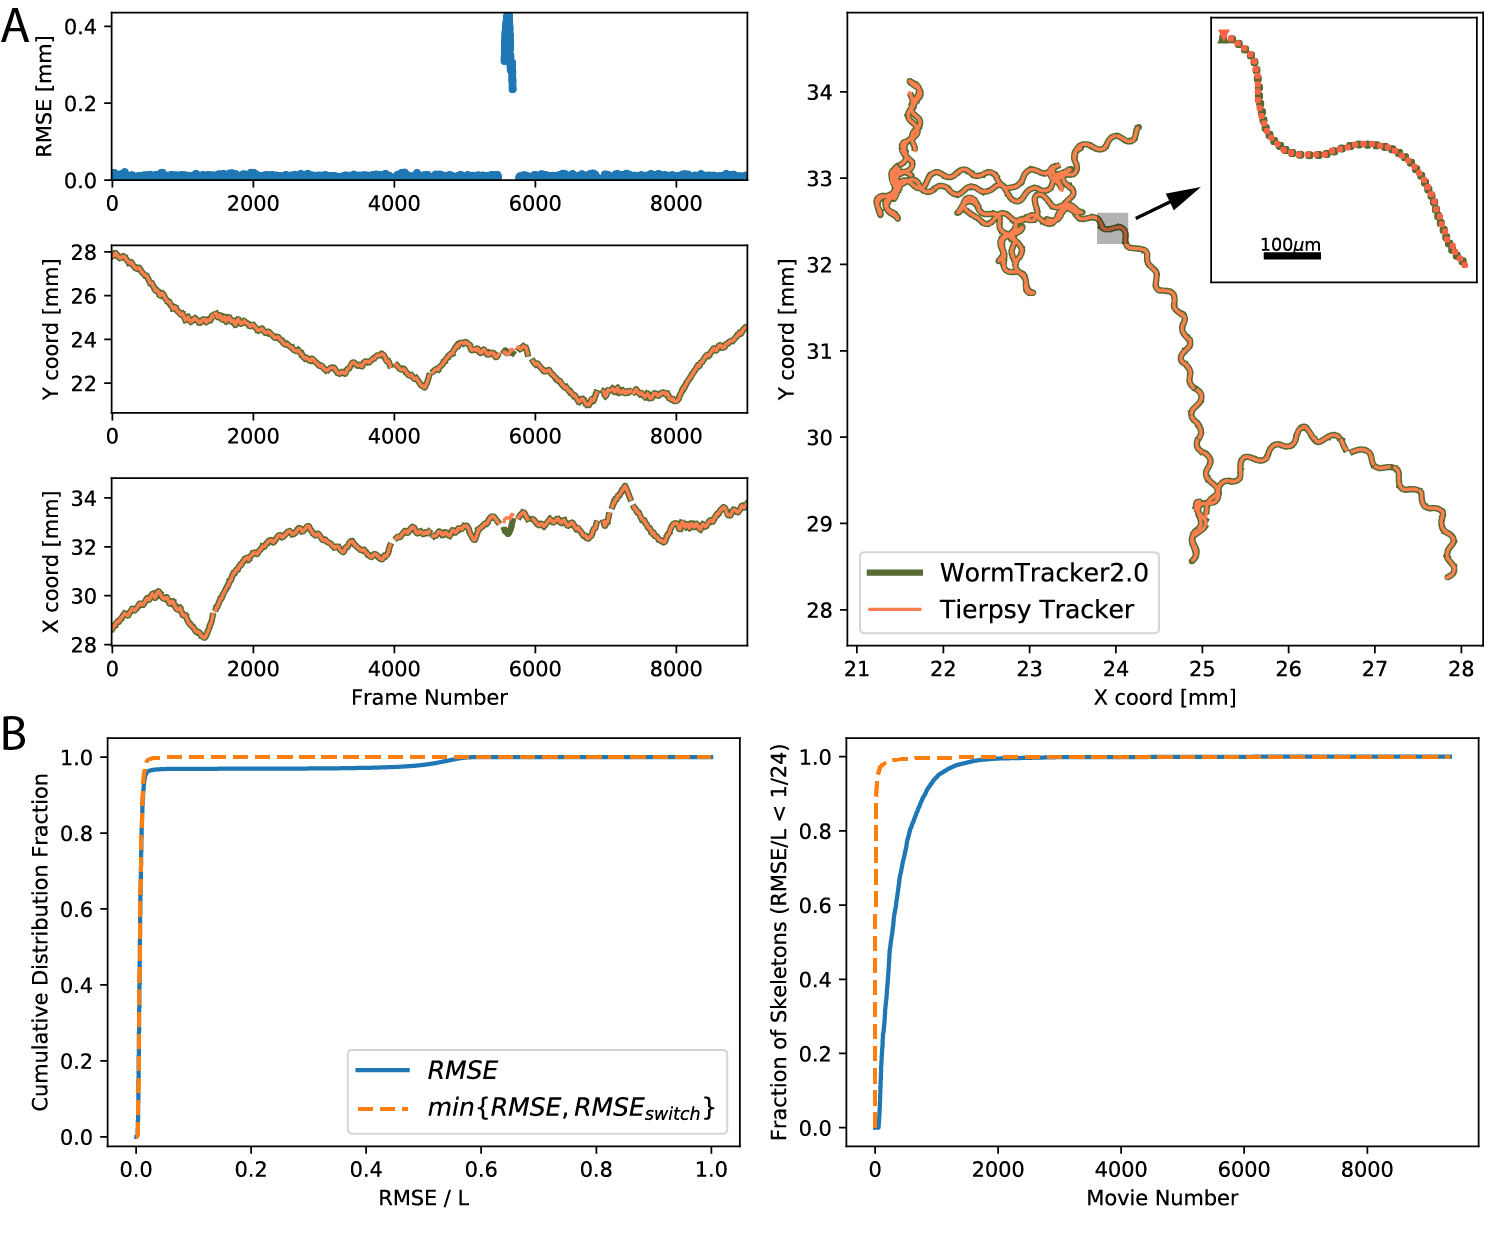 A
RMSE [mm]
0.4
0.2
0.0
0 2000 4000 6000 8000
Y coord [mm]
28
26
24
22
0 2000 4000 6000 8000
X coord [mm]
34
32
30
28
0 2000 4000 6000 8000
Frame Number
Y coord [mm]
34
33
32
31
30
29
28
100μm
WormTracker2.0
Tierpsy Tracker
21 22 23 24 25 26 27 28
X coord [mm]
B
Cumulative Distribution Fraction
1.0
0.8
0.6
0.4
0.2
0.0
RMSE
min{RMSE, RMSEswitch}
0.0 0.2 0.4 0.6 0.8 1.0
RMSE / L
Fraction of Skeletons (RMSE/L < 1/24)
1.0
0.8
0.6
0.4
0.2
0.0
0 2000 4000 6000 8000
Movie Number